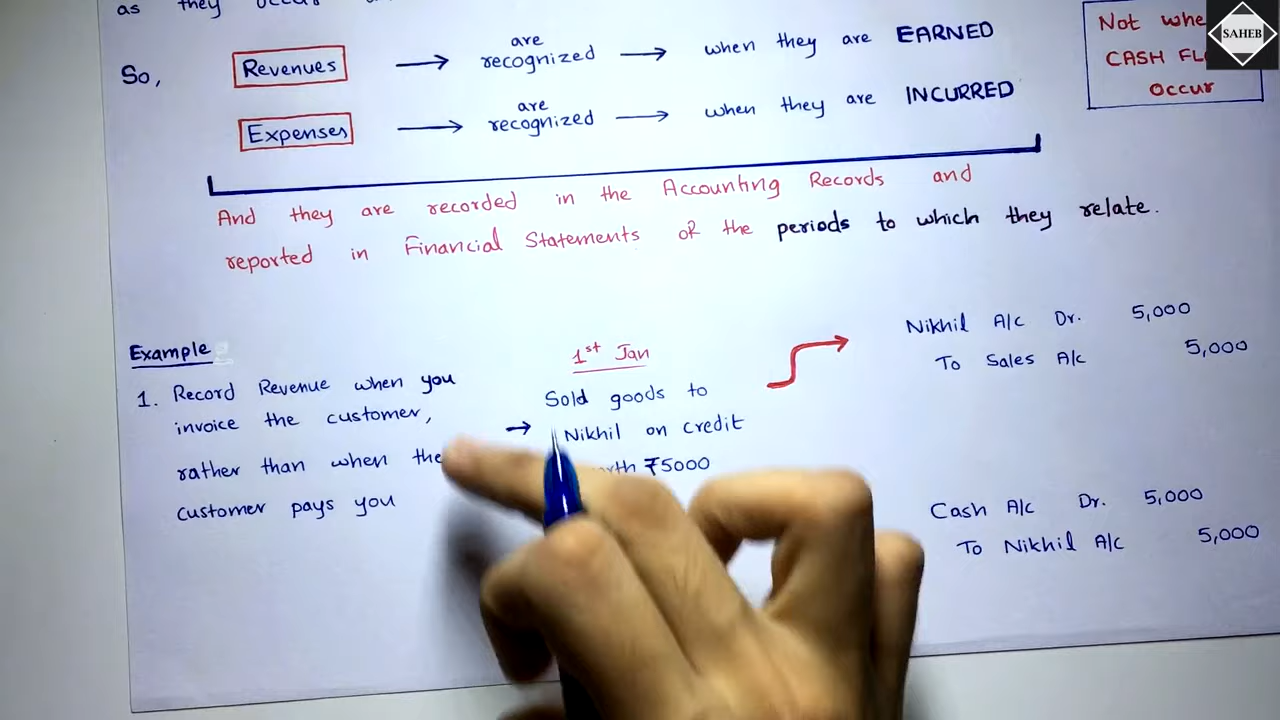 as they
Not
SAHEB
CASH
Occur
So, Revenues → are recognized → when they are EARNED
Expenses → are recognized → when they are INCURRED
And they are recorded in the Accounting Records and
reported in Financial Statements of the periods to which they relate.
Example
1. Record Revenue when you
invoice the customer,
rather than when the
customer pays you
1st Jan
→ Sold goods to
Nikhil on credit
₹5000
Nikhil A/c Dr. 5,000
To Sales A/c 5,000
Cash A/c Dr. 5,000
To Nikhil A/c 5,000